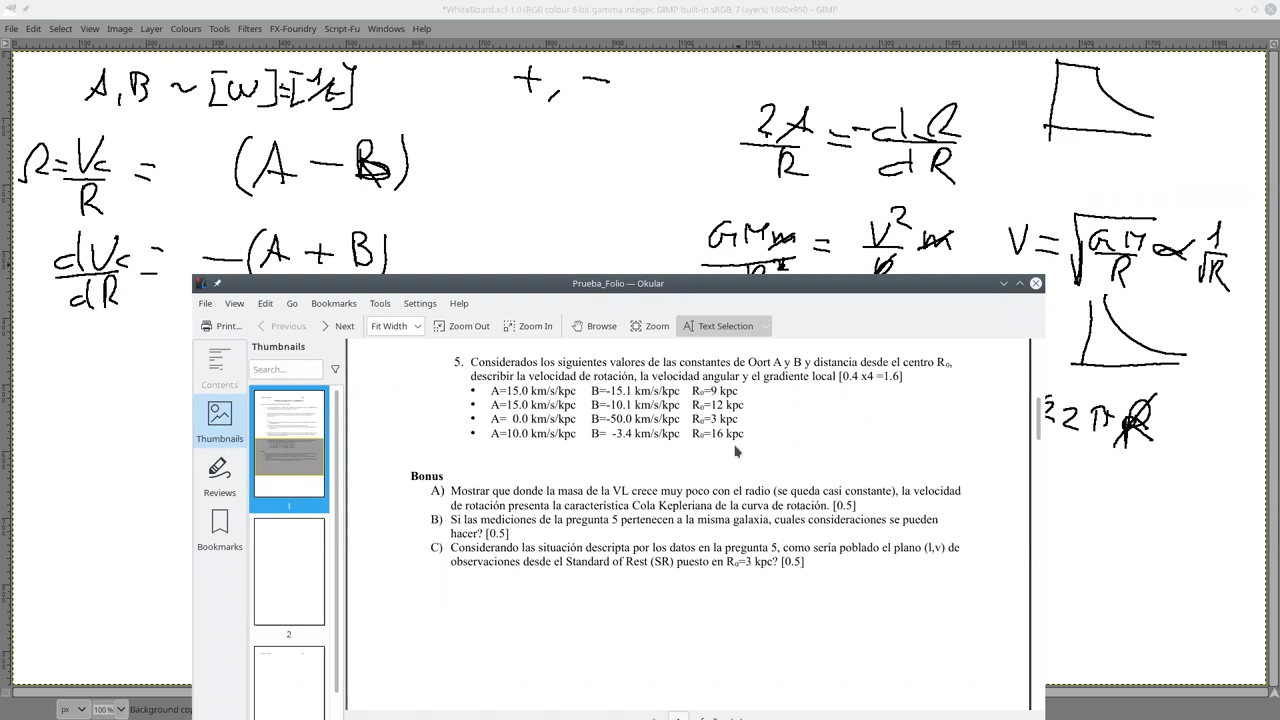 *WhiteBoard.xcf-1.0 (RGB colour 8-bit gamma integer, GIMP built-in sRGB, 7 layers) 1880x950 – GIMP
File Edit Select View Image Layer Colours Tools Filters FX-Foundry Script-Fu Windows Help
A, B ~ [W]=[1/t]
+, -
2A/R = -dΩ/dR
Ω = Vc/R = (A - B)
dVc/dR = -(A + B)
GMm/R² = V²/R m
V = √(GM/R) ∝ 1/√R
2π
Prueba_Folio — Okular
File View Edit Go Bookmarks Tools Settings Help
Print... Previous Next Fit Width Zoom Out Zoom In Browse Zoom Text Selection
Contents
Thumbnails
Reviews
Bookmarks
Thumbnails
Search...
1
2
5. Considerados los siguientes valores de las constantes de Oort A y B y distancia desde el centro R₀,
describir la velocidad de rotación, la velocidad angular y el gradiente local [0.4 x4 =1.6]
• A=15.0 km/s/kpc B=-15.1 km/s/kpc R₀=9 kpc
• A=15.0 km/s/kpc B=-10.1 km/s/kpc R₀=12 kpc
• A= 0.0 km/s/kpc B=-50.0 km/s/kpc R₀=3 kpc
• A=10.0 km/s/kpc B= -3.4 km/s/kpc R₀=16 kpc
Bonus
A) Mostrar que donde la masa de la VL crece muy poco con el radio (se queda casi constante), la velocidad
de rotación presenta la característica Cola Kepleriana de la curva de rotación. [0.5]
B) Si las mediciones de la pregunta 5 pertenecen a la misma galaxia, cuales consideraciones se pueden
hacer? [0.5]
C) Considerando las situación descripta por los datos en la pregunta 5, como sería poblado el plano (l,v) de
observaciones desde el Standard of Rest (SR) puesto en R₀=3 kpc? [0.5]
px 100 % Background cop